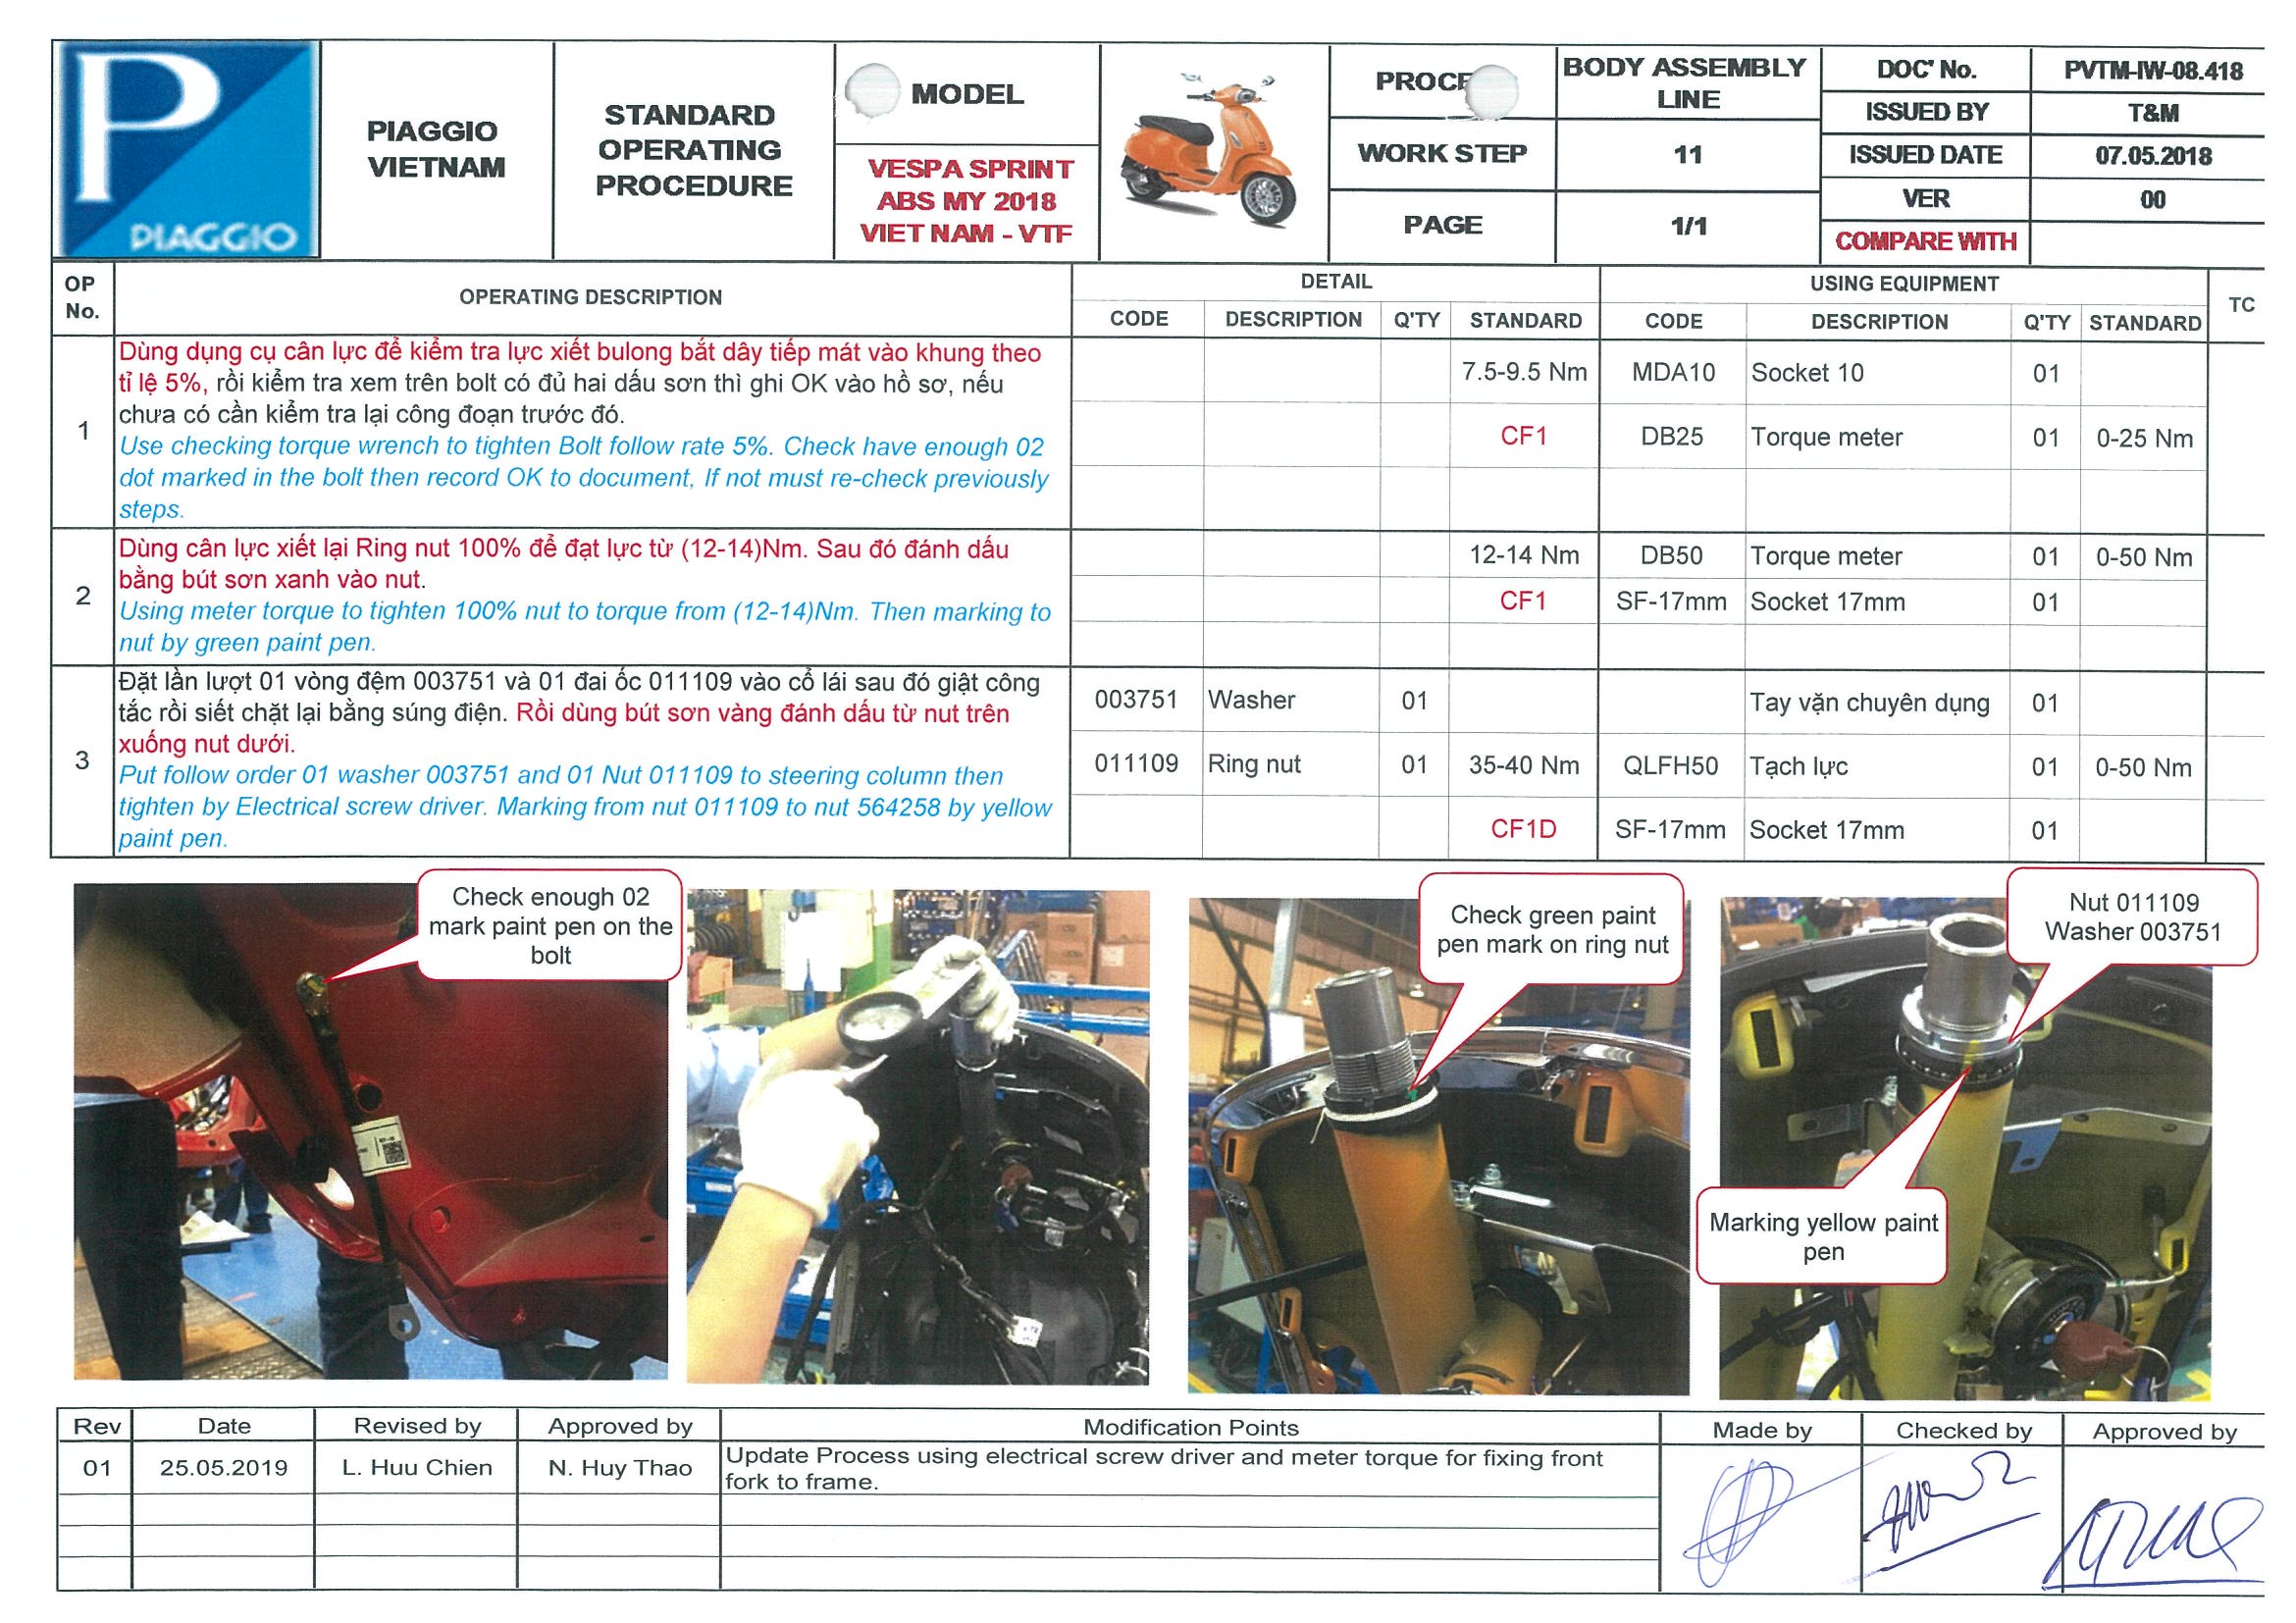 P
PIAGGIO
PIAGGIO
VIETNAM
STANDARD
OPERATING
PROCEDURE
MODEL
VESPA SPRINT
ABS MY 2018
VIET NAM - VTF
BODY ASSEMBLY
LINE
WORK STEP
11
PAGE
1/1
DOC' No.
PVTM-IW-08.418
ISSUED BY
T&M
ISSUED DATE
07.05.2018
VER
00
COMPARE WITH
OP
No.
OPERATING DESCRIPTION
DETAIL
USING EQUIPMENT
TC
CODE DESCRIPTION Q'TY STANDARD CODE DESCRIPTION Q'TY STANDARD
1
Dùng dụng cụ cân lực để kiểm tra lực xiết bulong bắt dây tiếp mát vào khung theo
tỉ lệ 5%, rồi kiểm tra xem trên bolt có đủ hai dấu sơn thì ghi OK vào hồ sơ, nếu
chưa có cần kiểm tra lại công đoạn trước đó.
Use checking torque wrench to tighten Bolt follow rate 5%. Check have enough 02
dot marked in the bolt then record OK to document, If not must re-check previously
steps.
7.5-9.5 Nm MDA10 Socket 10 01
CF1 DB25 Torque meter 01 0-25 Nm
2
Dùng cân lực xiết lại Ring nut 100% để đạt lực từ (12-14)Nm. Sau đó đánh dấu
bằng bút sơn xanh vào nut.
Using meter torque to tighten 100% nut to torque from (12-14)Nm. Then marking to
nut by green paint pen.
12-14 Nm DB50 Torque meter 01 0-50 Nm
CF1 SF-17mm Socket 17mm 01
3
Đặt lần lượt 01 vòng đệm 003751 và 01 đai ốc 011109 vào cổ lái sau đó giật công
tắc rồi siết chặt lại bằng súng điện. Rồi dùng bút sơn vàng đánh dấu từ nut trên
xuống nut dưới.
Put follow order 01 washer 003751 and 01 Nut 011109 to steering column then
tighten by Electrical screw driver. Marking from nut 011109 to nut 564258 by yellow
paint pen.
003751 Washer 01 Tay vặn chuyên dụng 01
011109 Ring nut 01 35-40 Nm QLFH50 Tạch lực 01 0-50 Nm
CF1D SF-17mm Socket 17mm 01
Check enough 02
mark paint pen on the
bolt
Check green paint
pen mark on ring nut
Nut 011109
Washer 003751
Marking yellow paint
pen
Rev Date Revised by Approved by Modification Points Made by Checked by Approved by
01 25.05.2019 L. Huu Chien N. Huy Thao
Update Process using electrical screw driver and meter torque for fixing front
fork to frame.